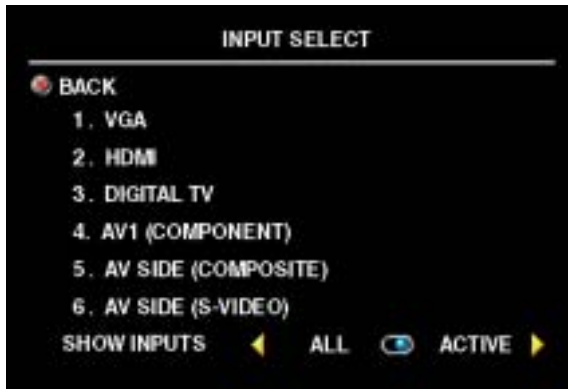 INPUT SELECT
BACK
1. VGA
2. HDMI
3. DIGITAL TV
4. AV1 (COMPONENT)
5. AV SIDE (COMPOSITE)
6. AV SIDE (S-VIDEO)
SHOW INPUTS ALL ACTIVE